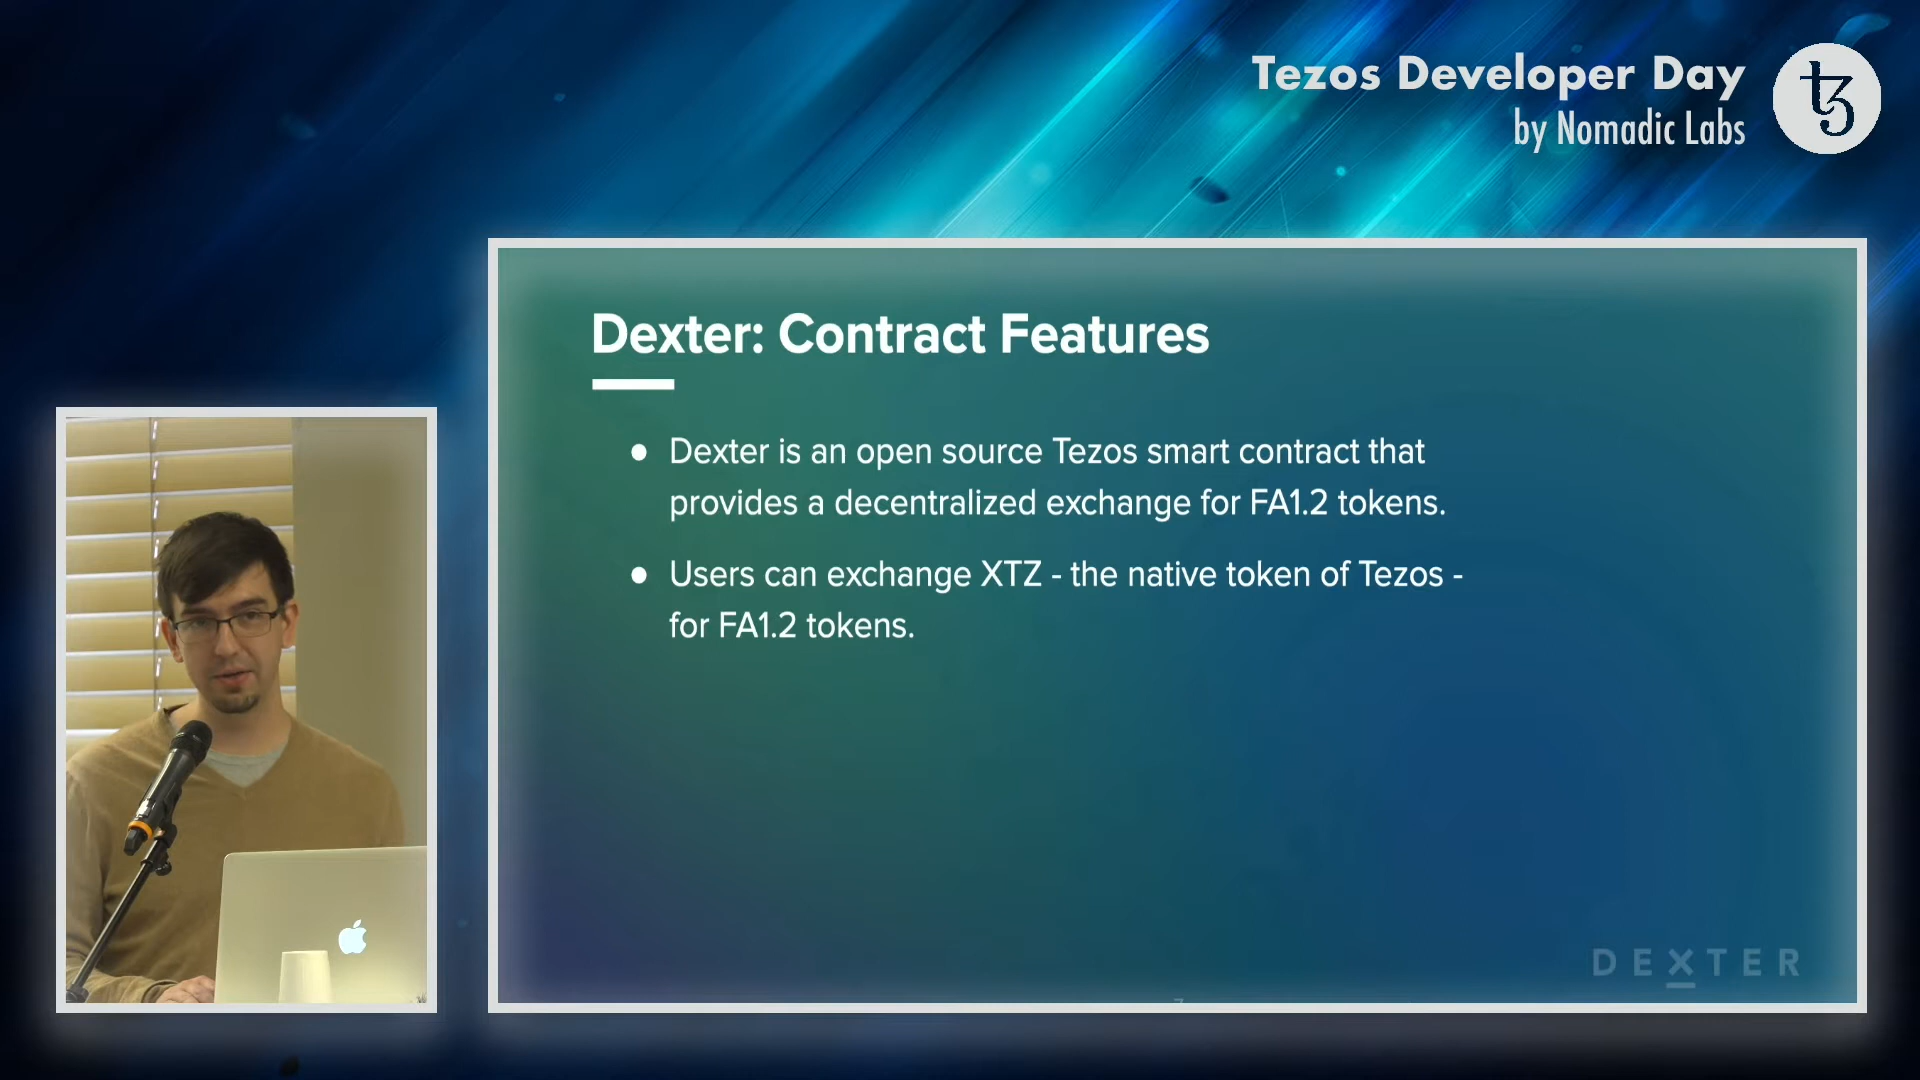 Tezos Developer Day
by Nomadic Labs
Dexter: Contract Features
● Dexter is an open source Tezos smart contract that
provides a decentralized exchange for FA1.2 tokens.
● Users can exchange XTZ - the native token of Tezos -
for FA1.2 tokens.
DEXTER